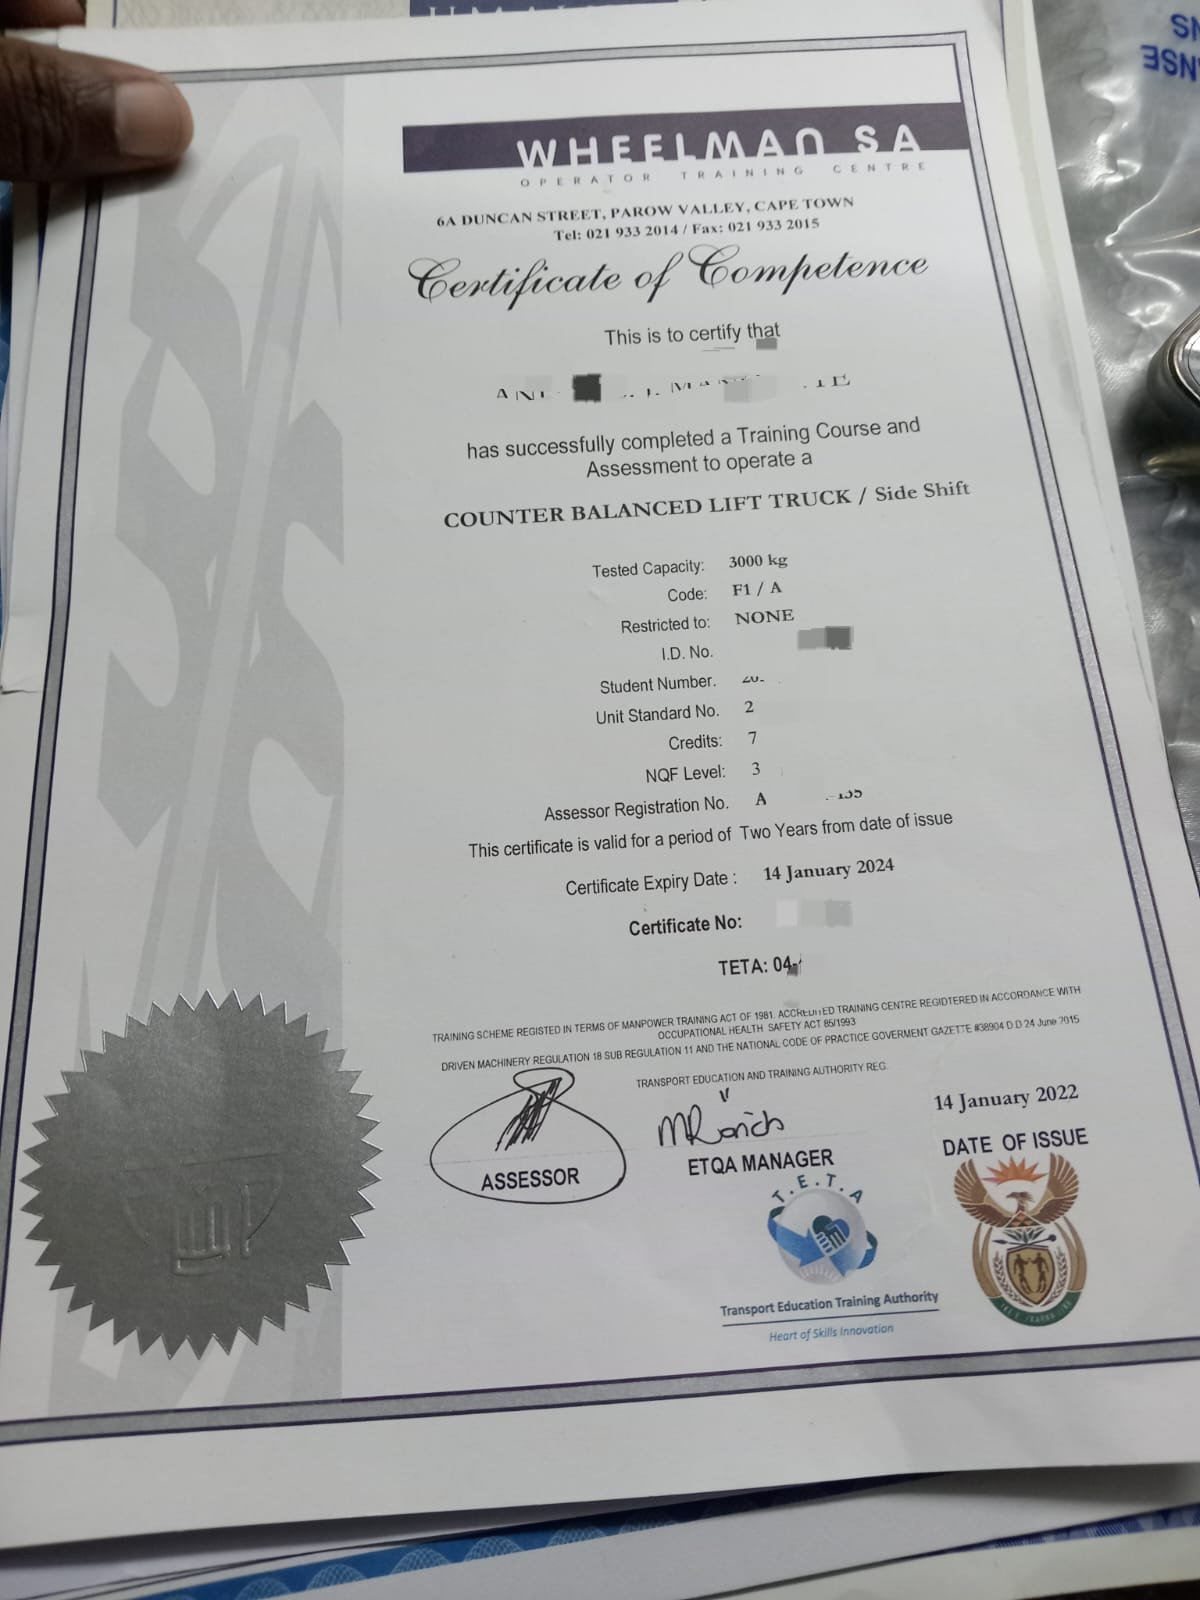 WHEELMAN SA
OPERATOR TRAINING CENTRE
6A DUNCAN STREET, PAROW VALLEY, CAPE TOWN
Tel: 021 933 2014 / Fax: 021 933 2015
Certificate of Competence
This is to certify that
has successfully completed a Training Course and
Assessment to operate a
COUNTER BALANCED LIFT TRUCK / Side Shift
Tested Capacity: 3000 kg
Code: F1 / A
Restricted to: NONE
I.D. No.
Student Number.
Unit Standard No. 2
Credits: 7
NQF Level: 3
Assessor Registration No. A
This certificate is valid for a period of Two Years from date of issue
Certificate Expiry Date : 14 January 2024
Certificate No:
TETA: 04-
TRAINING SCHEME REGISTED IN TERMS OF MANPOWER TRAINING ACT OF 1981. ACCREDITED TRAINING CENTRE REGIDTERED IN ACCORDANCE WITH
OCCUPATIONAL HEALTH SAFETY ACT 85/1993
DRIVEN MACHINERY REGULATION 18 SUB REGULATION 11 AND THE NATIONAL CODE OF PRACTICE GOVERMENT GAZETTE #38904 D.D 24 June 2015
TRANSPORT EDUCATION AND TRAINING AUTHORITY REG.
14 January 2022
ASSESSOR
ETQA MANAGER
DATE OF ISSUE
T.E.T.A
Transport Education Training Authority
Heart of Skills Innovation